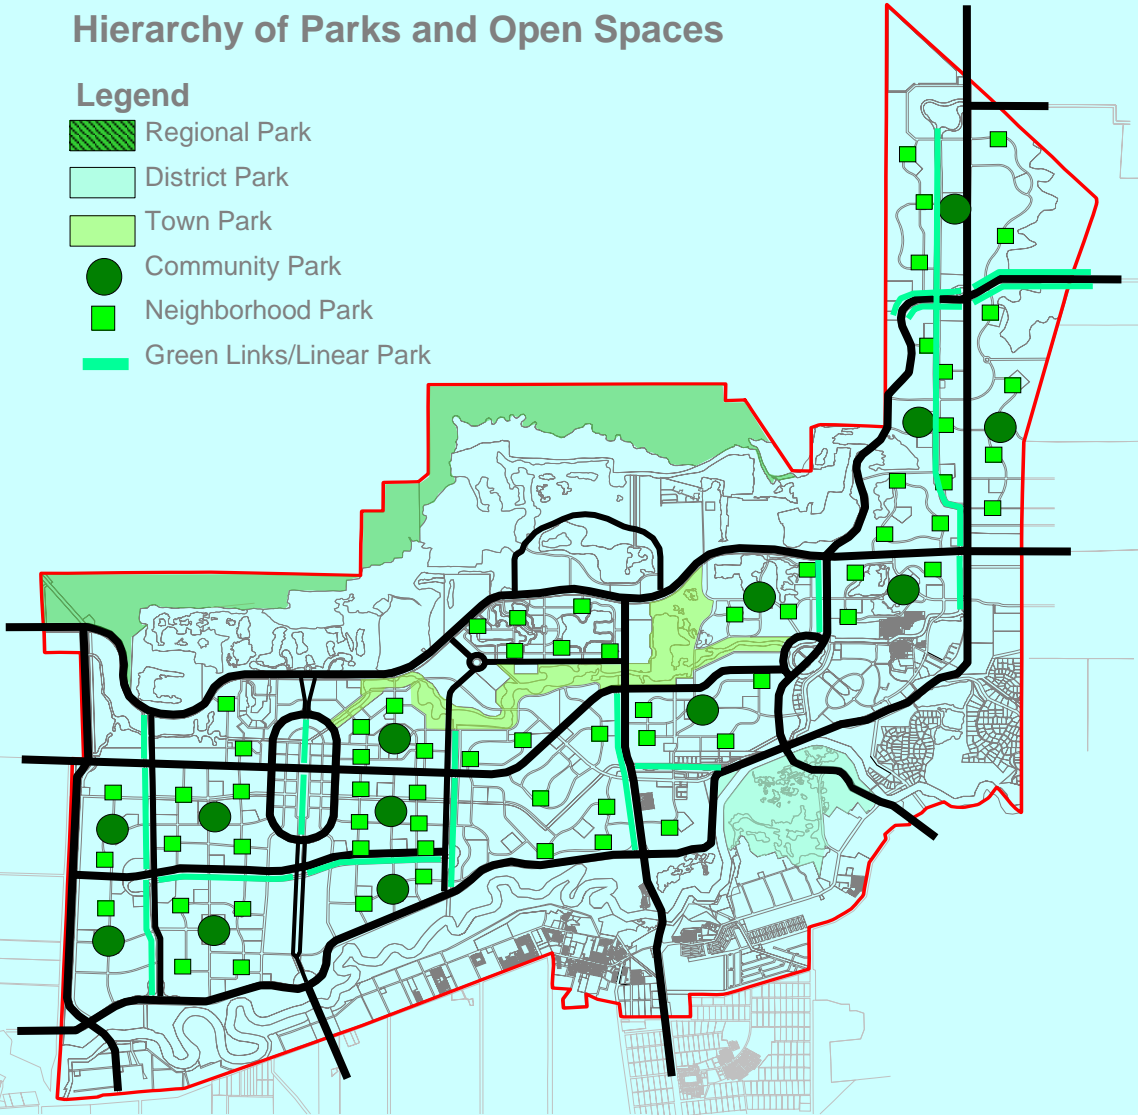 Hierarchy of Parks and Open Spaces
Legend
Regional Park
District Park
Town Park
Community Park
Neighborhood Park
Green Links/Linear Park